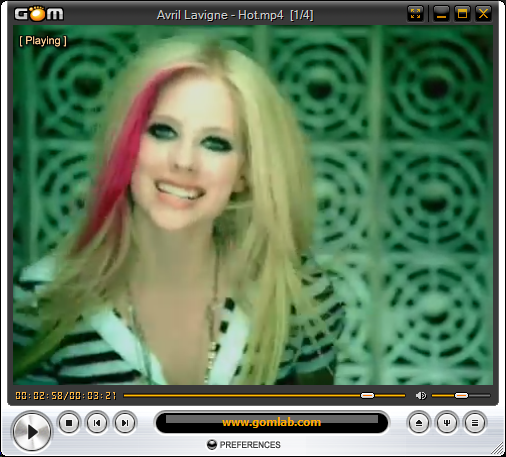 GOM Avril Lavigne - Hot.mp4 [1/4]
[ Playing ]
00:02:58/00:03:21
www.gomlab.com
PREFERENCES